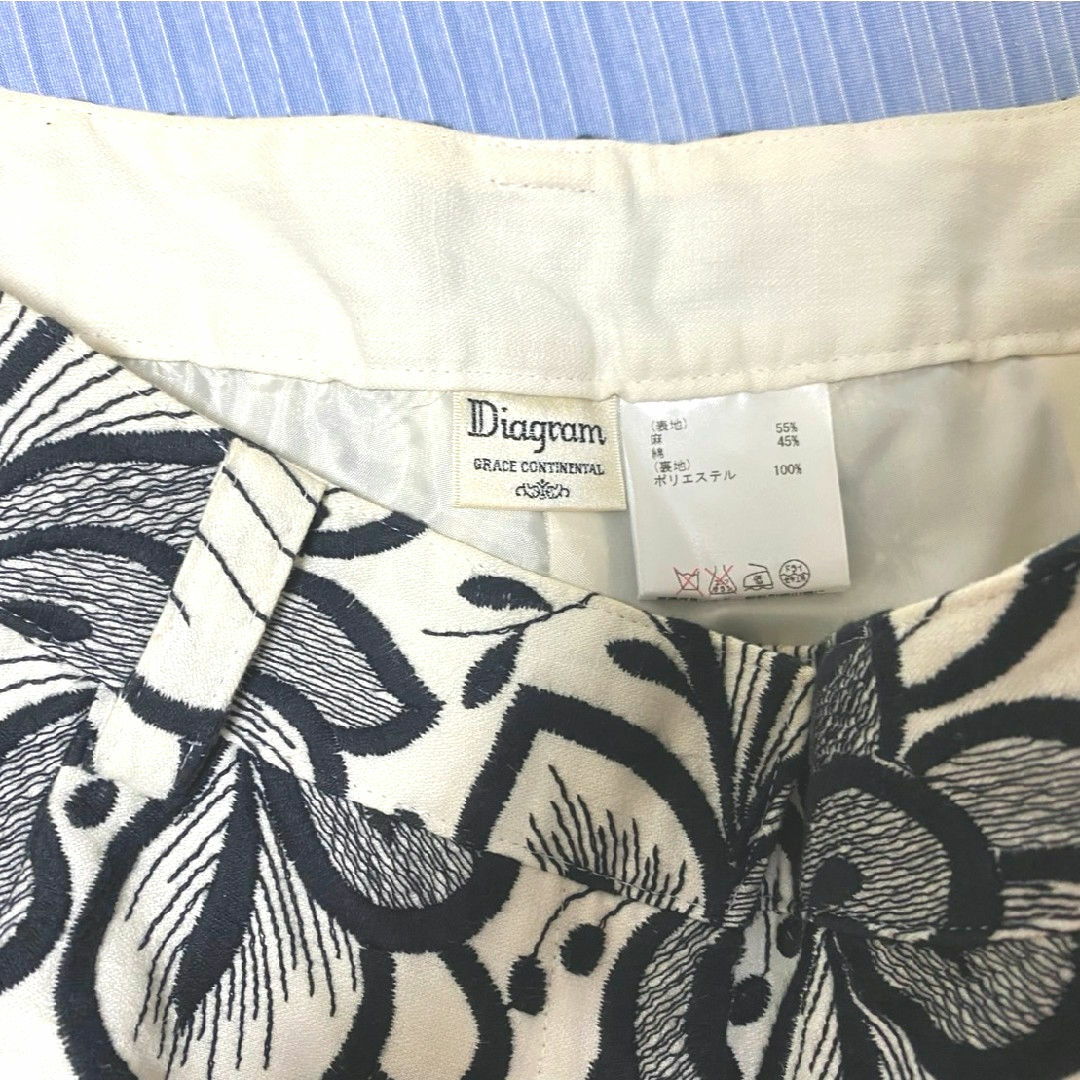 Diagram
GRACE CONTINENTAL
(表地)
麻 55%
綿 45%
(裏地)
ポリエステル 100%